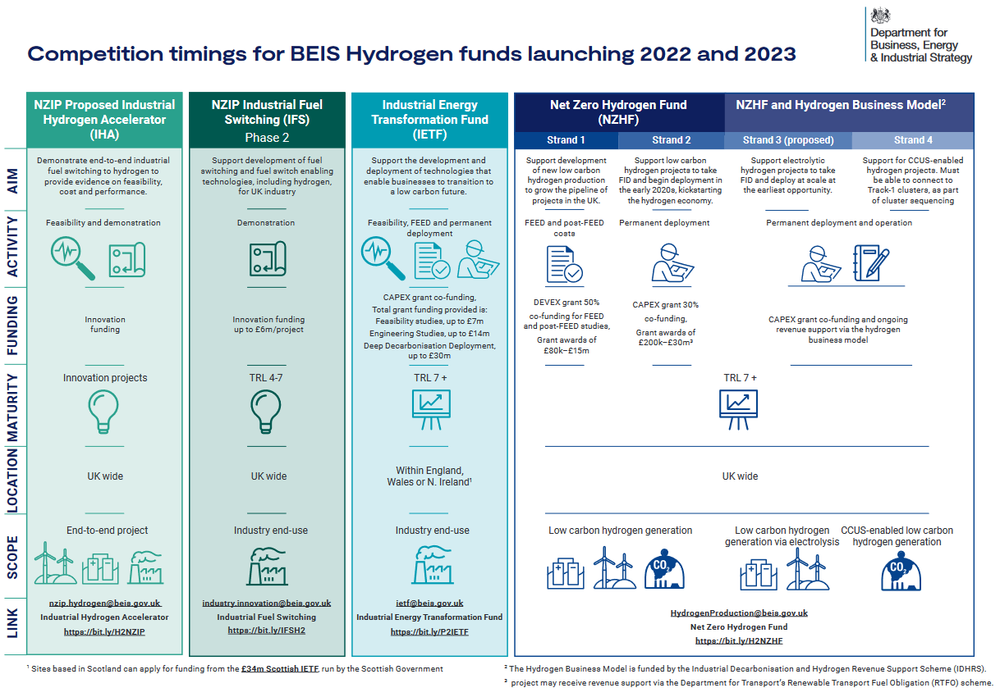 Department for
Business, Energy
& Industrial Strategy
Competition timings for BEIS Hydrogen funds launching 2022 and 2023
NZIP Proposed Industrial
Hydrogen Accelerator
(IHA)
NZIP Industrial Fuel
Switching (IFS)
Phase 2
Industrial Energy
Transformation Fund
(IETF)
Net Zero Hydrogen Fund
(NZHF)
NZHF and Hydrogen Business Model²
Strand 1
Strand 2
Strand 3 (proposed)
Strand 4
AIM
Demonstrate end-to-end industrial
fuel switching to hydrogen to
provide evidence on feasibility,
cost and performance.
Support development of fuel
switching and fuel switch enabling
technologies, including hydrogen,
for UK industry
Support the development and
deployment of technologies that
enable businesses to transition to
a low carbon future.
Support development
of new low carbon
hydrogen production
to grow the pipeline of
projects in the UK.
Support low carbon
hydrogen projects to take
FID and begin deployment in
the early 2020s, kickstarting
the hydrogen economy.
Support electrolytic
hydrogen projects to take
FID and deploy at scale at
the earliest opportunity.
Support for CCUS-enabled
hydrogen projects. Must
be able to connect to
Track-1 clusters, as part
of cluster sequencing
ACTIVITY
Feasibility and demonstration
Demonstration
Feasibility, FEED and permanent
deployment
FEED and post-FEED
costs
Permanent deployment
Permanent deployment and operation
FUNDING
Innovation
funding
Innovation funding
up to £6m/project
CAPEX grant co-funding,
Total grant funding provided is:
Feasibility studies, up to £7m
Engineering Studies, up to £14m
Deep Decarbonisation Deployment,
up to £30m
DEVEX grant 50%
co-funding for FEED
and post-FEED studies,
Grant awards of
£80k–£15m
CAPEX grant 30%
co-funding,
Grant awards of
£200k–£30m³
CAPEX grant co-funding and ongoing
revenue support via the hydrogen
business model
MATURITY
Innovation projects
TRL 4-7
TRL 7 +
TRL 7 +
LOCATION
UK wide
UK wide
Within England,
Wales or N. Ireland¹
UK wide
SCOPE
End-to-end project
Industry end-use
Industry end-use
Low carbon hydrogen generation
CO₂
Low carbon hydrogen
generation via electrolysis
CCUS-enabled low carbon
hydrogen generation
CO₂
LINK
nzip.hydrogen@beis.gov.uk
Industrial Hydrogen Accelerator
https://bit.ly/H2NZIP
industry.innovation@beis.gov.uk
Industrial Fuel Switching
https://bit.ly/IFSH2
ietf@beis.gov.uk
Industrial Energy Transformation Fund
https://bit.ly/P2IETF
HydrogenProduction@beis.gov.uk
Net Zero Hydrogen Fund
https://bit.ly/H2NZHF
¹ Sites based in Scotland can apply for funding from the £34m Scottish IETF, run by the Scottish Government
² The Hydrogen Business Model is funded by the Industrial Decarbonisation and Hydrogen Revenue Support Scheme (IDHRS).
³ project may receive revenue support via the Department for Transport's Renewable Transport Fuel Obligation (RTFO) scheme.